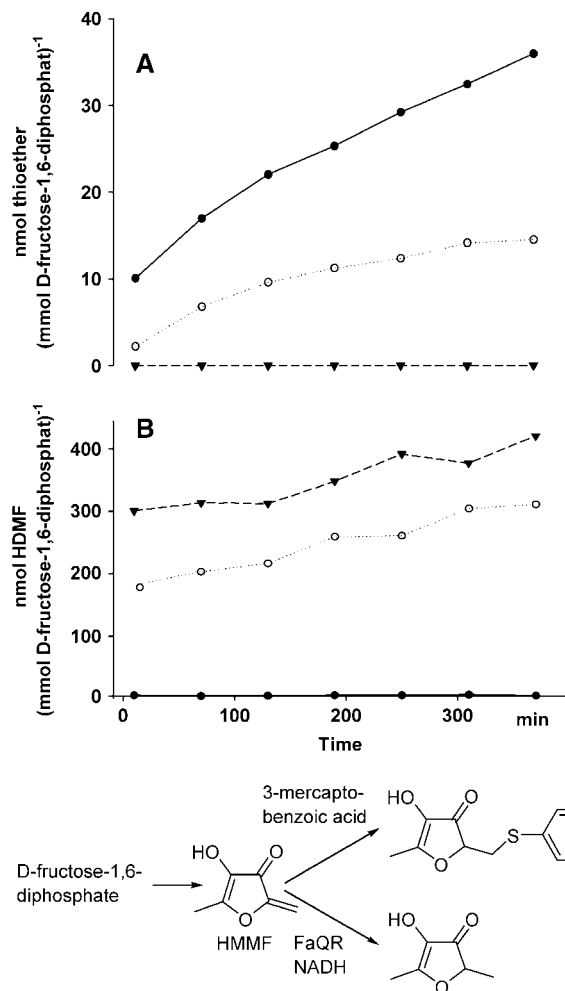 A
nmol thioether
(mmol D-fructose-1,6-diphosphat)-1
40
30
20
10
0
B
nmol HDMF
(mmol D-fructose-1,6-diphosphat)-1
400
300
200
100
0
0 100 200 300 min
Time
3-mercapto-
benzoic acid
HO O
S
O
D-fructose-1,6-
diphosphate
HO O
O
HMMF FaQR
NADH
HO O
O